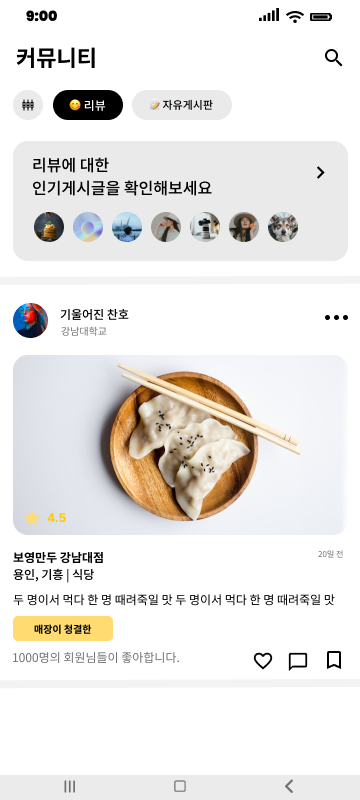 9:00
커뮤니티
리뷰
자유게시판
리뷰에 대한
인기게시글을 확인해보세요
기울어진 찬호
강남대학교
4.5
보영만두 강남대점
20일 전
용인, 기흥 | 식당
두 명이서 먹다 한 명 때려죽일 맛 두 명이서 먹다 한 명 때려죽일 맛
매장이 청결한
1000명의 회원님들이 좋아합니다.